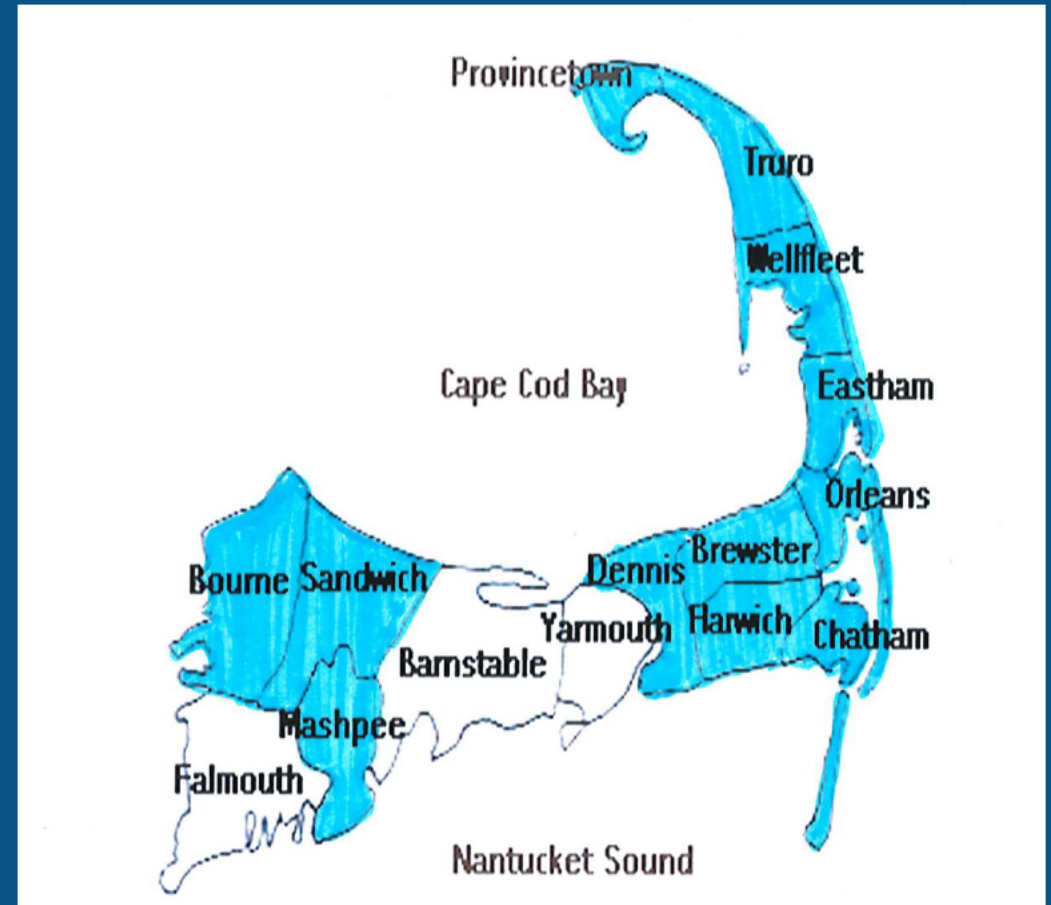 Provincetown
Truro
Wellfleet
Cape Cod Bay
Eastham
Orleans
Brewster
Dennis
Bourne
Sandwich
Yarmouth
Harwich
Chatham
Barnstable
Mashpee
Falmouth
Nantucket Sound